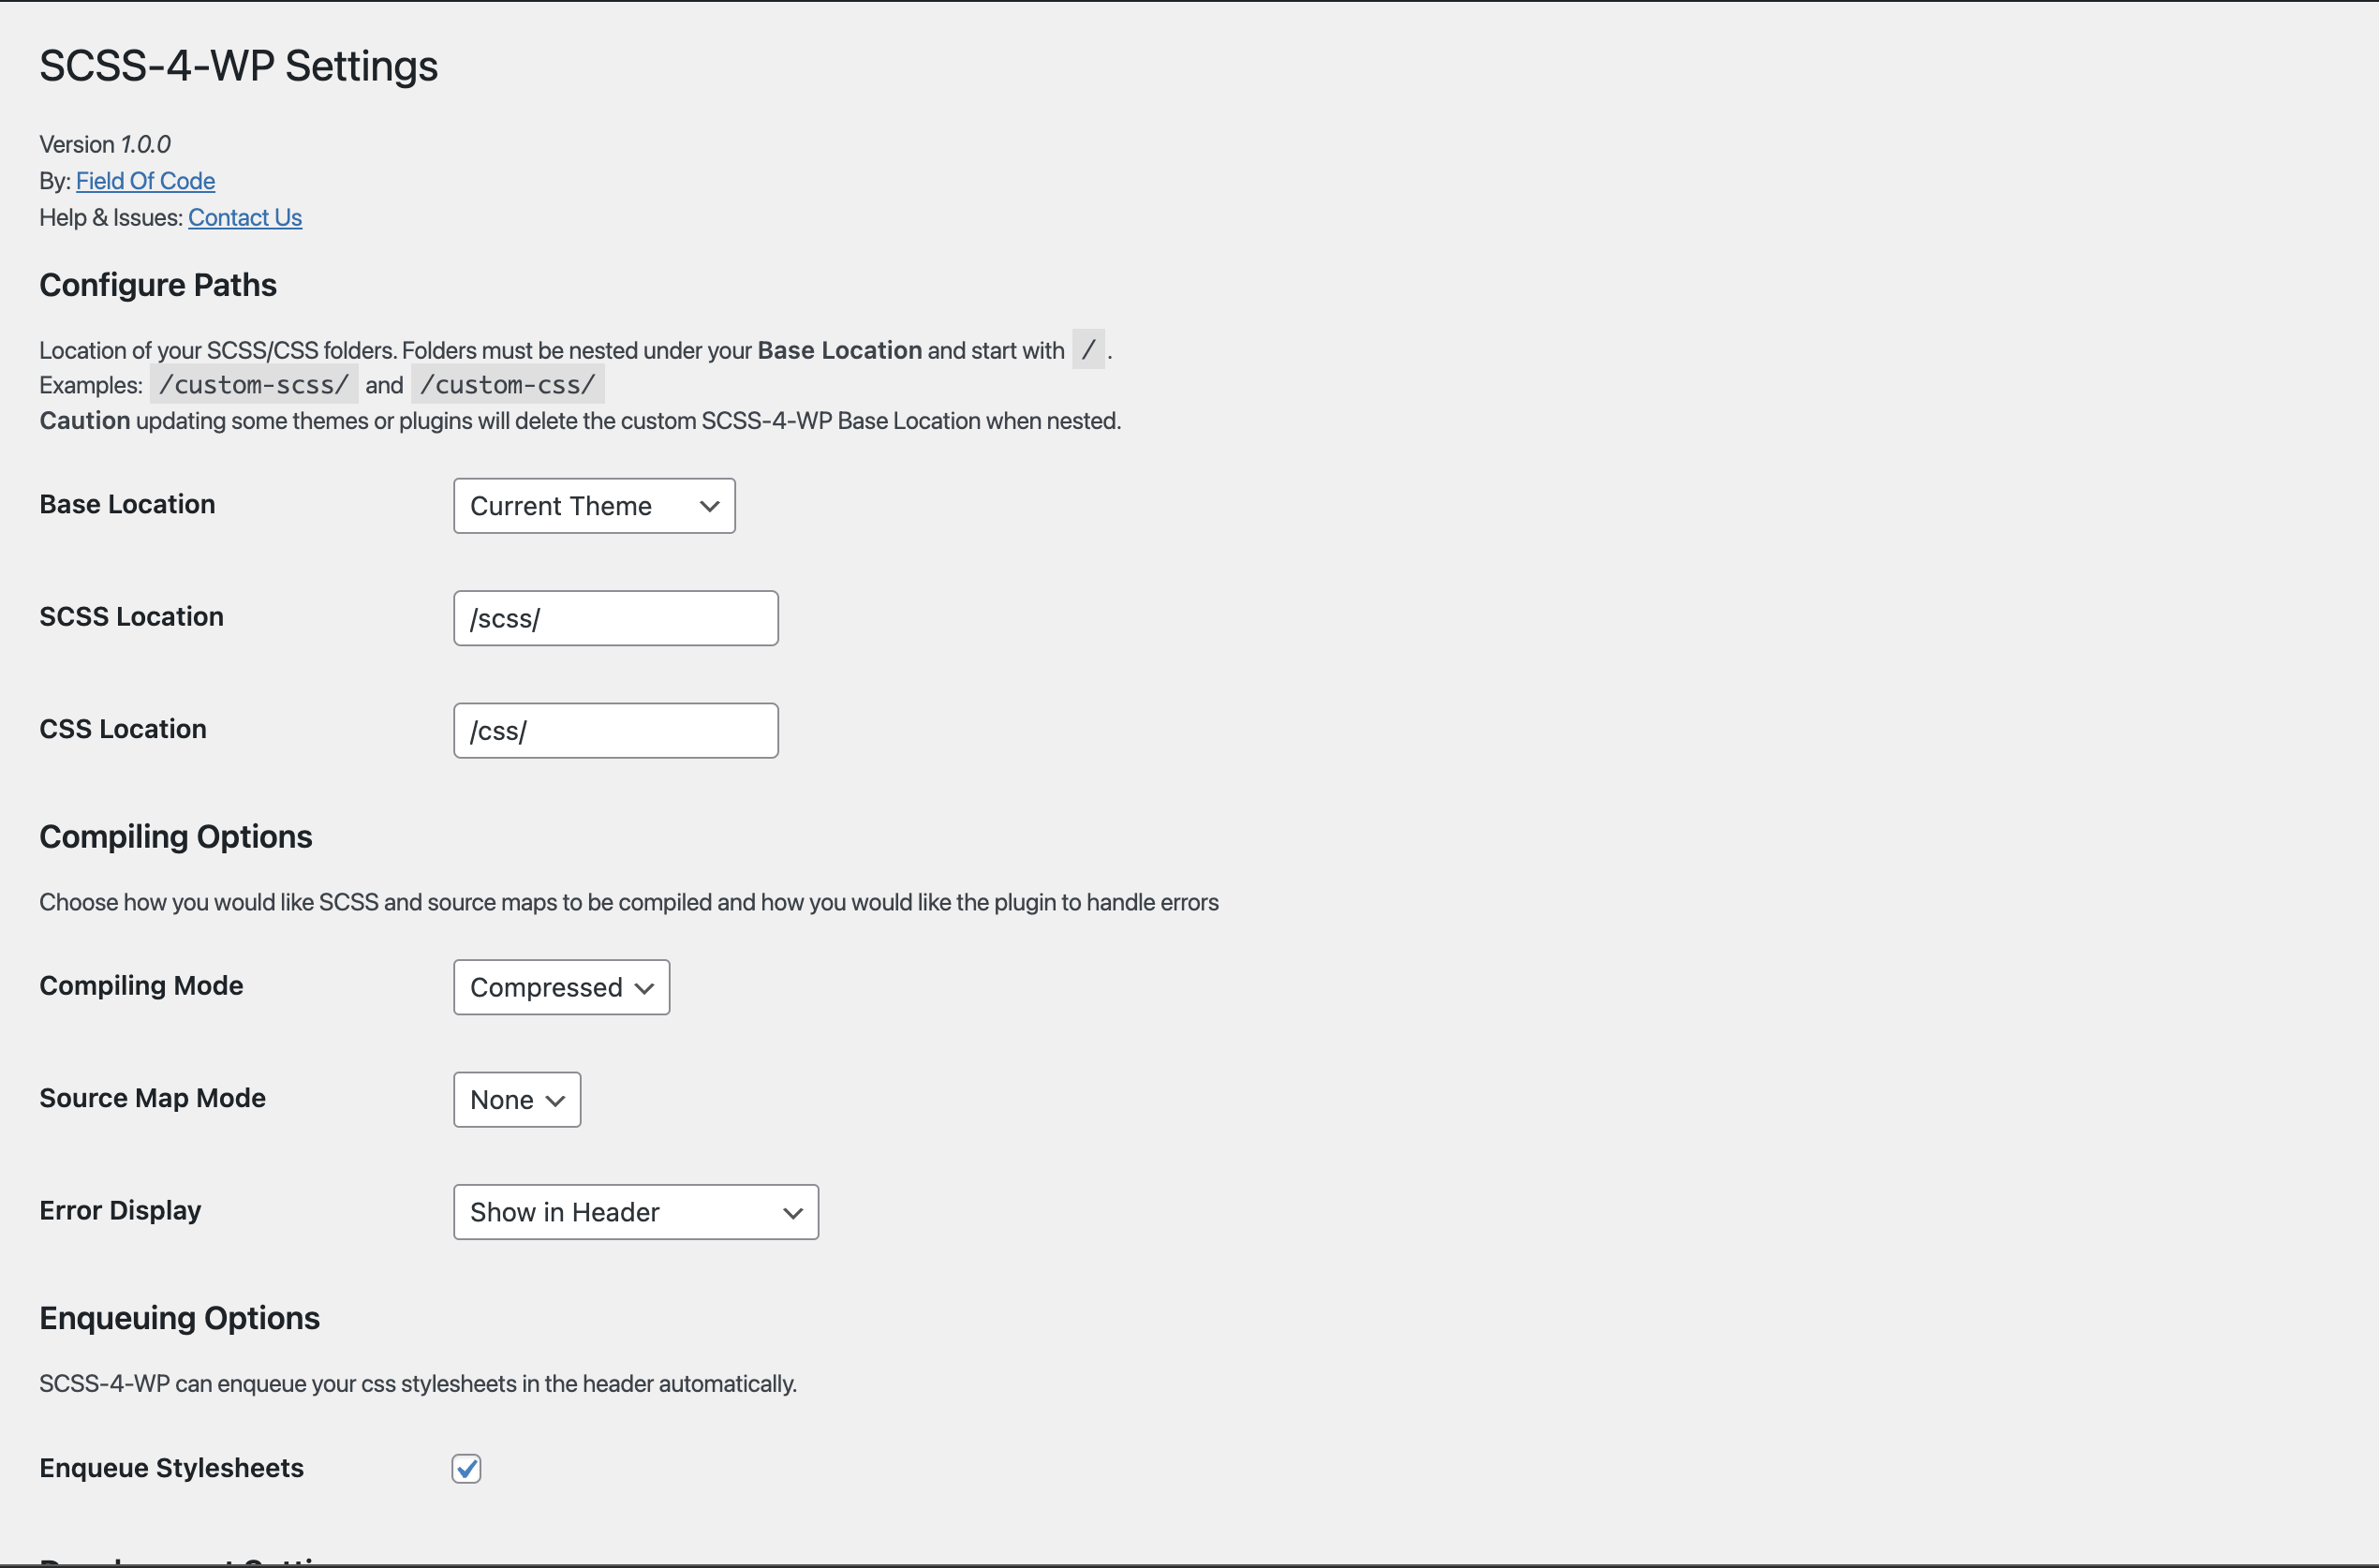 SCSS-4-WP Settings
Version 1.0.0
By: Field Of Code
Help & Issues: Contact Us
Configure Paths
Location of your SCSS/CSS folders. Folders must be nested under your Base Location and start with / .
Examples: /custom-scss/ and /custom-css/
Caution updating some themes or plugins will delete the custom SCSS-4-WP Base Location when nested.
Base Location Current Theme
SCSS Location /scss/
CSS Location /css/
Compiling Options
Choose how you would like SCSS and source maps to be compiled and how you would like the plugin to handle errors
Compiling Mode Compressed
Source Map Mode None
Error Display Show in Header
Enqueuing Options
SCSS-4-WP can enqueue your css stylesheets in the header automatically.
Enqueue Stylesheets